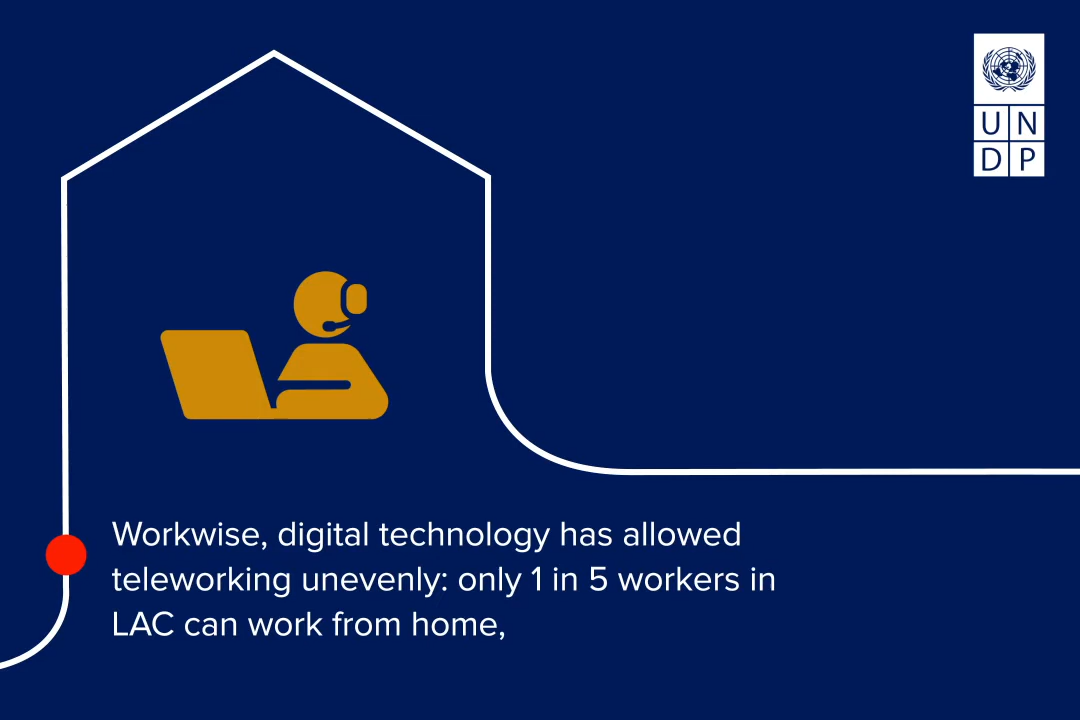 U N
D P
Workwise, digital technology has allowed
teleworking unevenly: only 1 in 5 workers in
LAC can work from home,